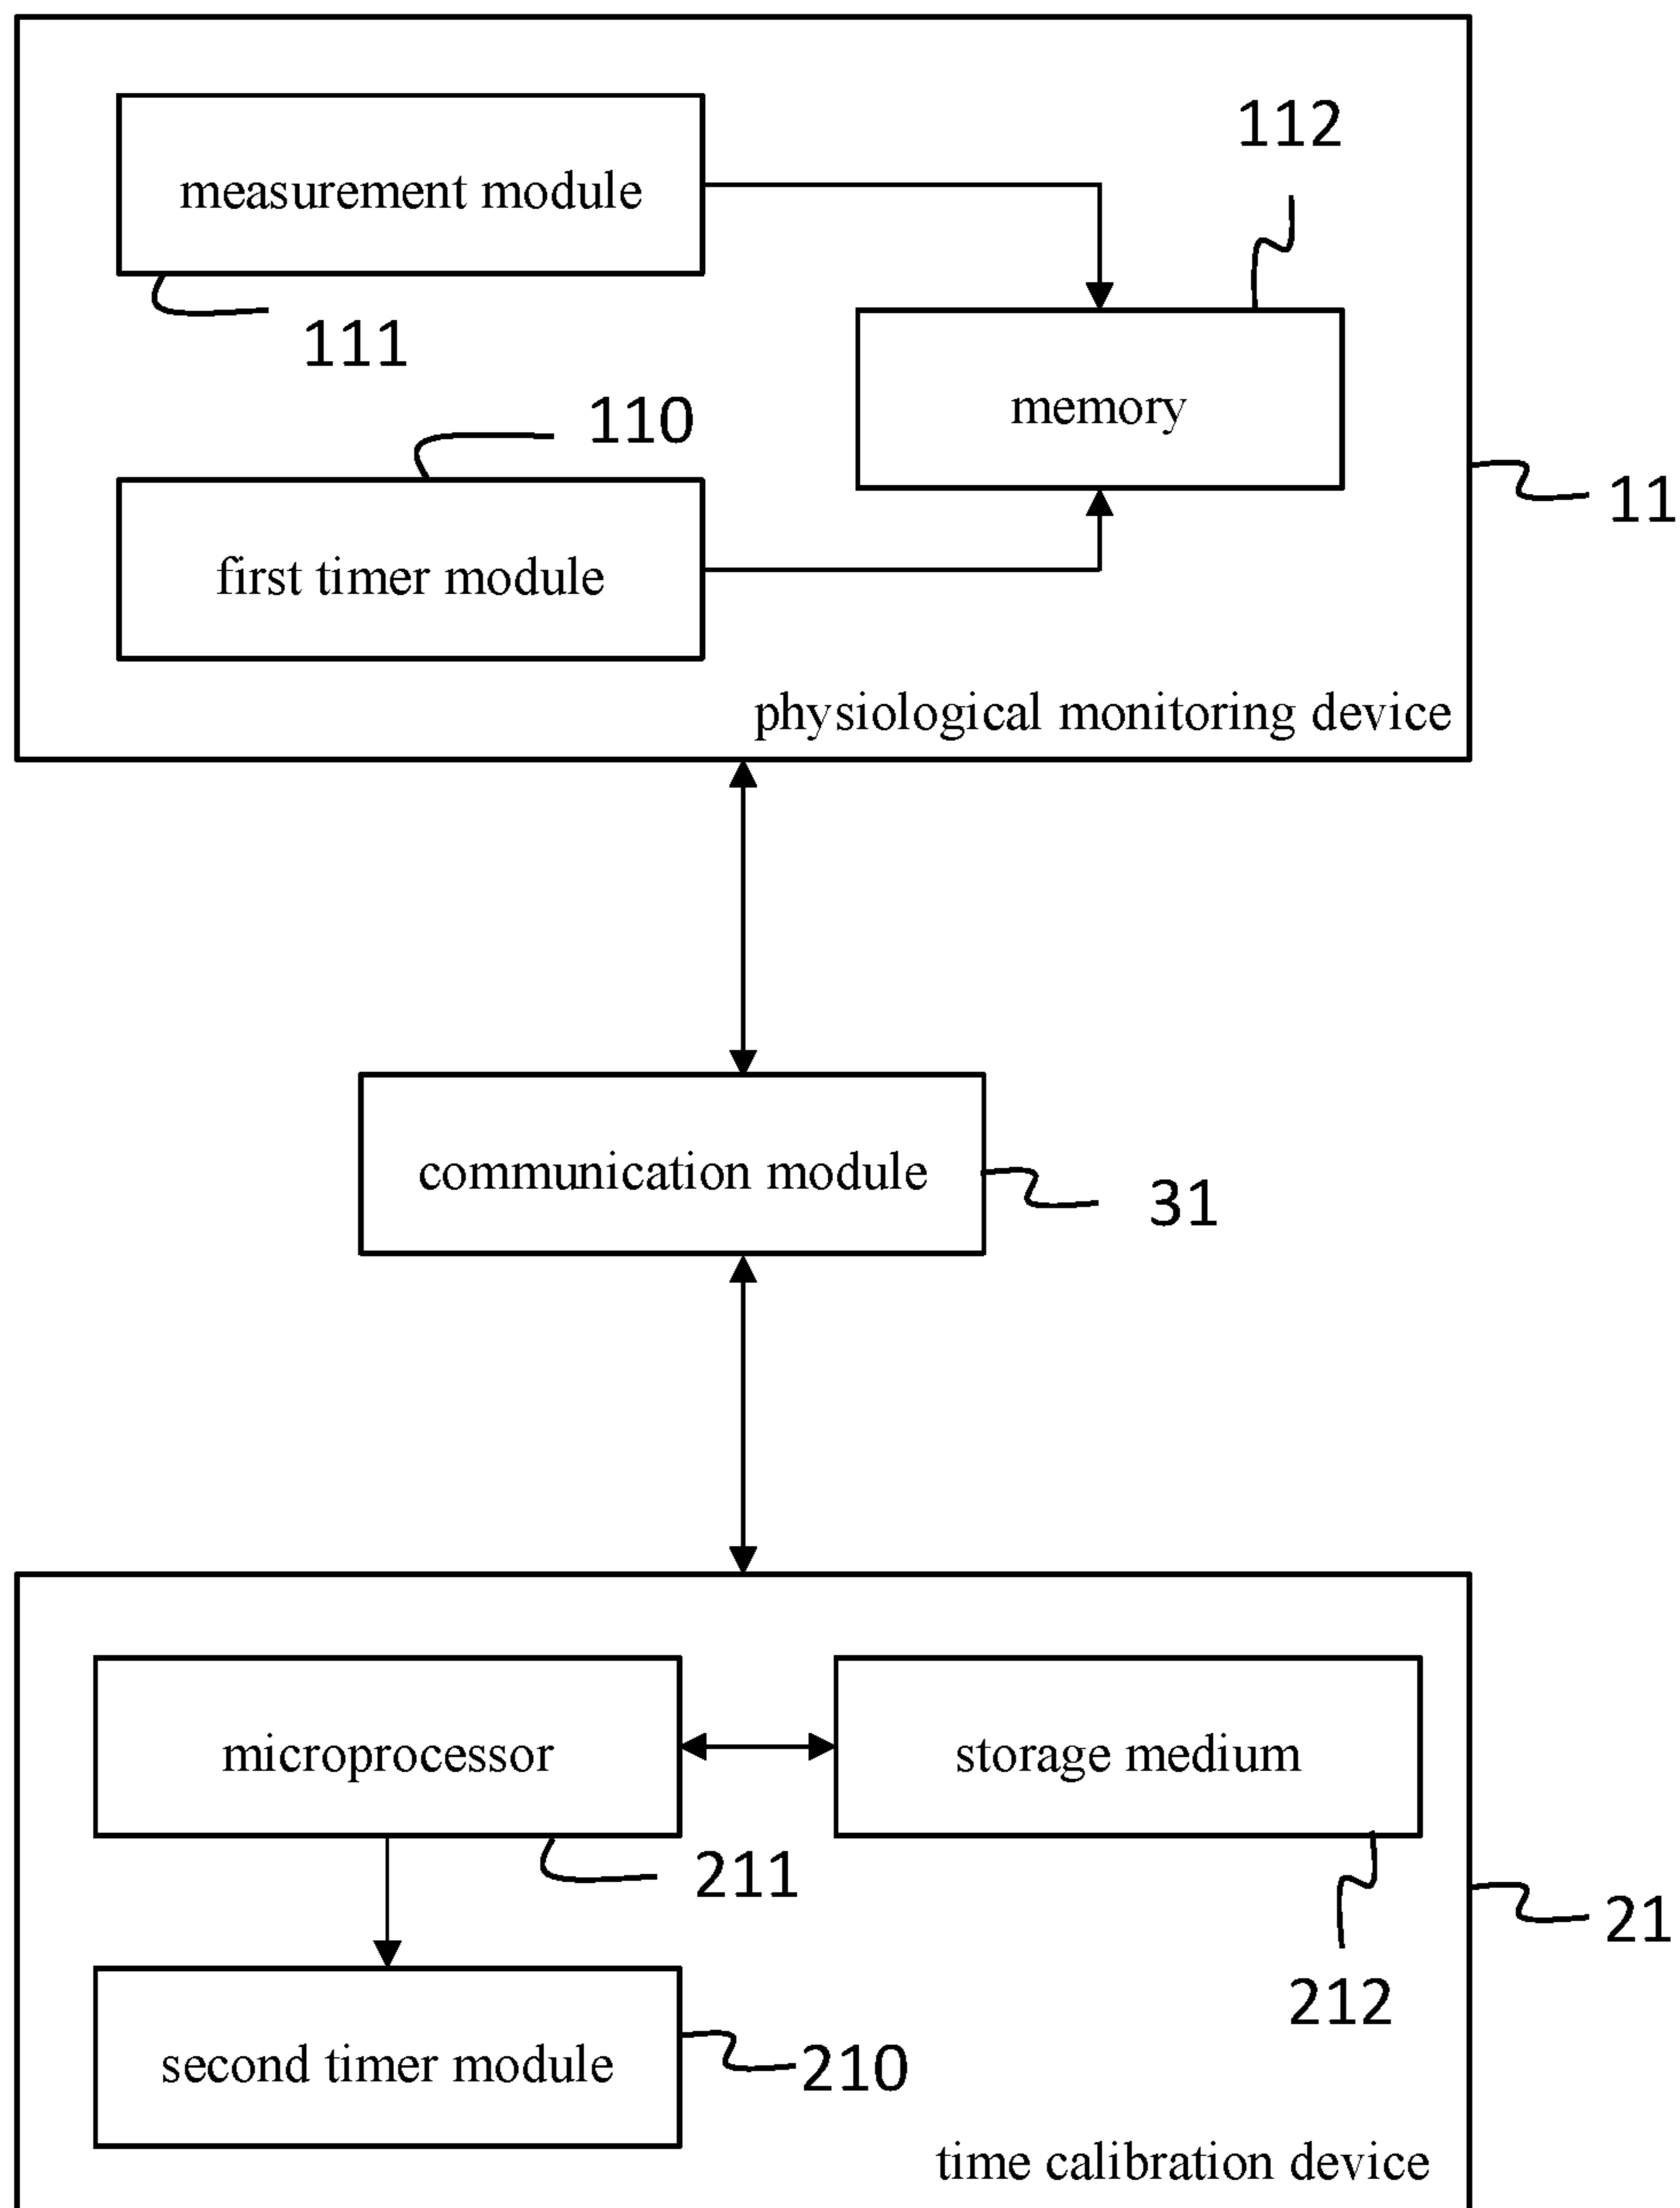 112
measurement module
111
110
memory
11
first timer module
physiological monitoring device
communication module
31
microprocessor
storage medium
211
21
212
second timer module
210
time calibration device